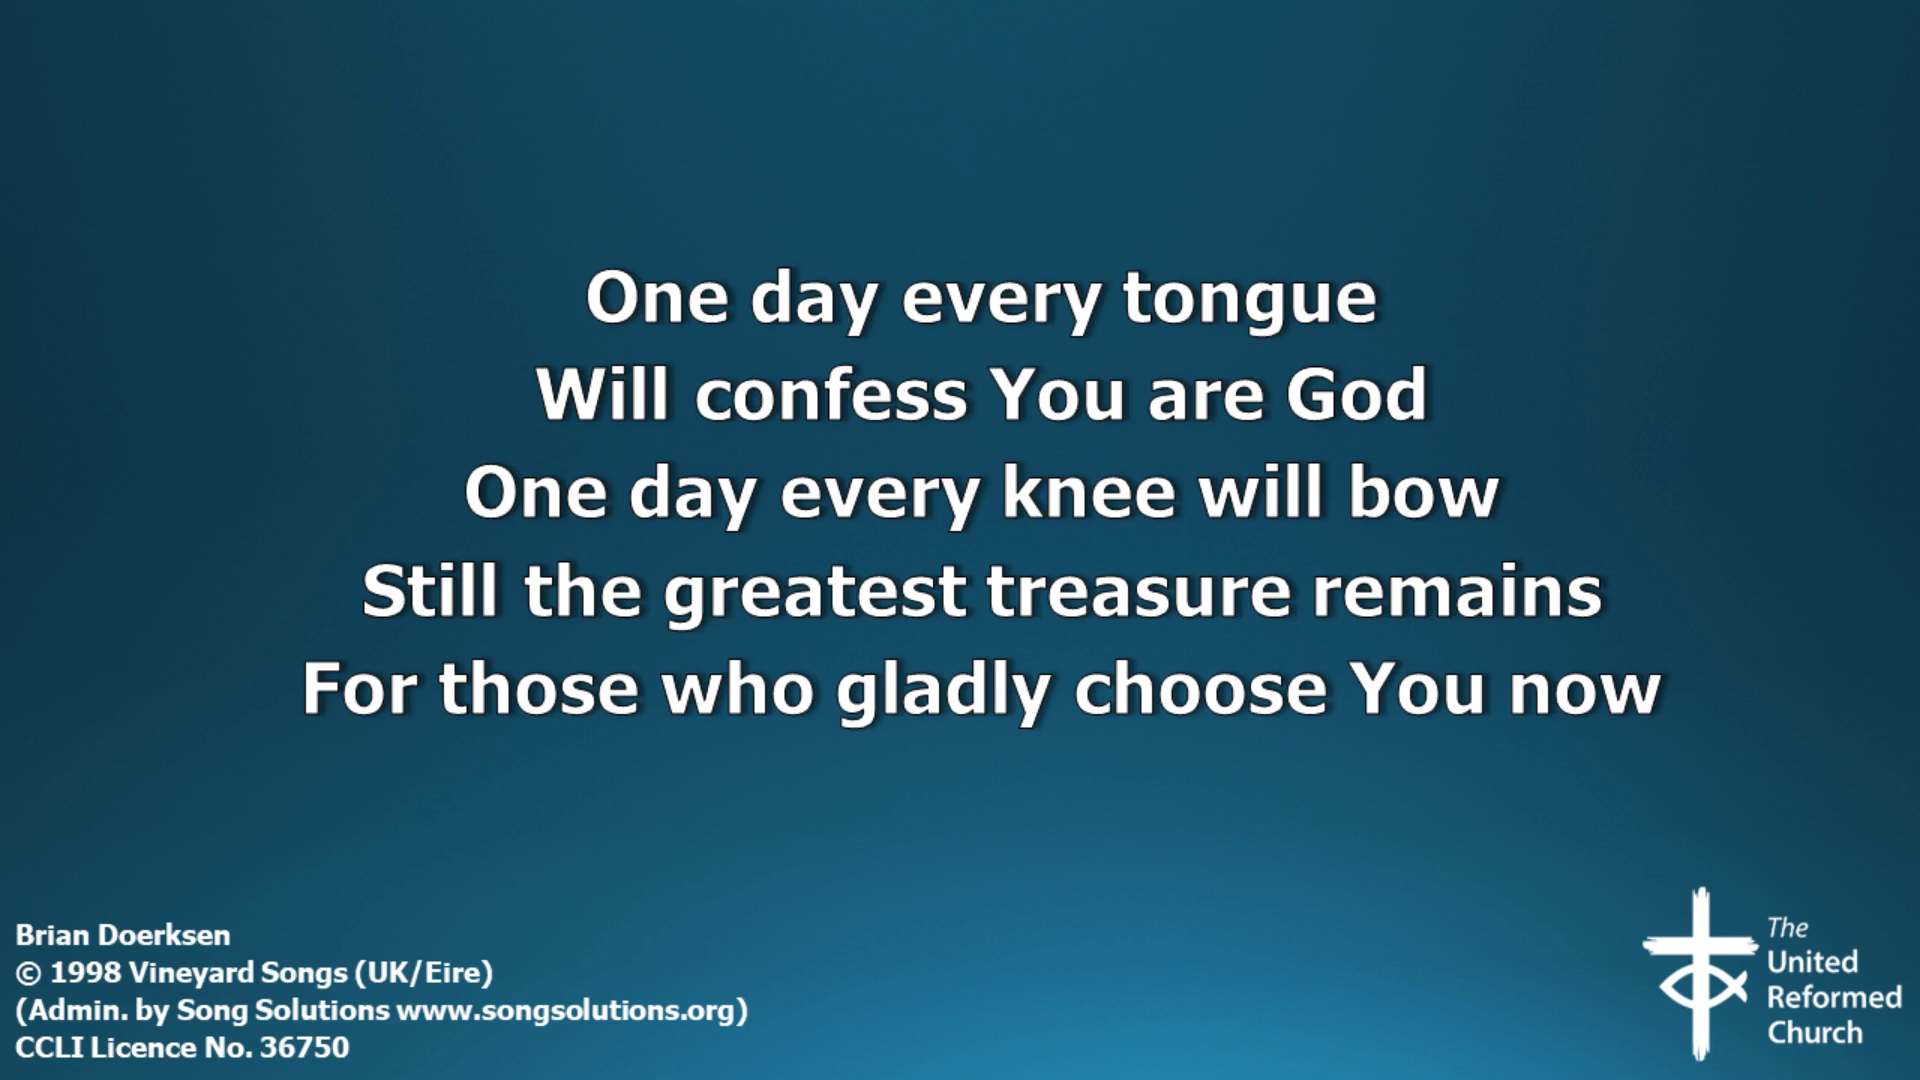 One day every tongue
Will confess You are God
One day every knee will bow
Still the greatest treasure remains
For those who gladly choose You now
Brian Doerksen
© 1998 Vineyard Songs (UK/Eire)
(Admin. by Song Solutions www.songsolutions.org)
CCLI Licence No. 36750
The
United
Reformed
Church